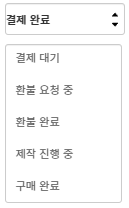 결제 완료
결제 대기
환불 요청 중
환불 완료
제작 진행 중
구매 완료